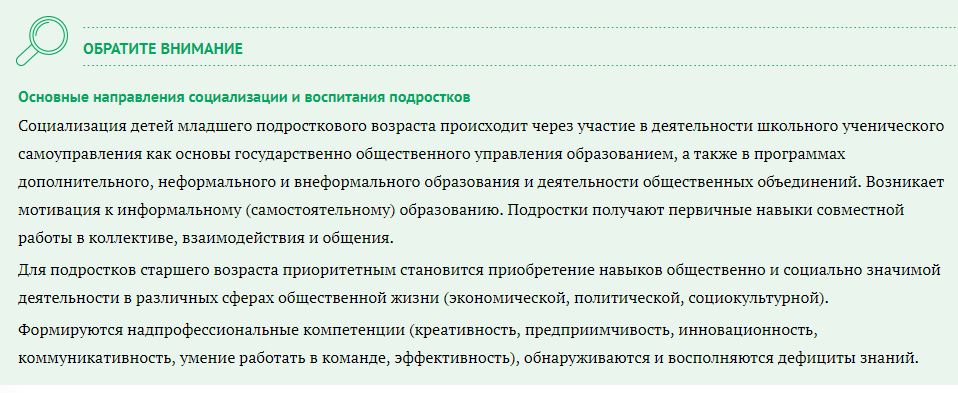 ОБРАТИТЕ ВНИМАНИЕ
Основные направления социализации и воспитания подростков
Социализация детей младшего подросткового возраста происходит через участие в деятельности школьного ученического
самоуправления как основы государственно общественного управления образованием, а также в программах
дополнительного, неформального и внеформального образования и деятельности общественных объединений. Возникает
мотивация к информальному (самостоятельному) образованию. Подростки получают первичные навыки совместной
работы в коллективе, взаимодействия и общения.
Для подростков старшего возраста приоритетным становится приобретение навыков общественно и социально значимой
деятельности в различных сферах общественной жизни (экономической, политической, социокультурной).
Формируются надпрофессиональные компетенции (креативность, предприимчивость, инновационность,
коммуникативность, умение работать в команде, эффективность), обнаруживаются и восполняются дефициты знаний.